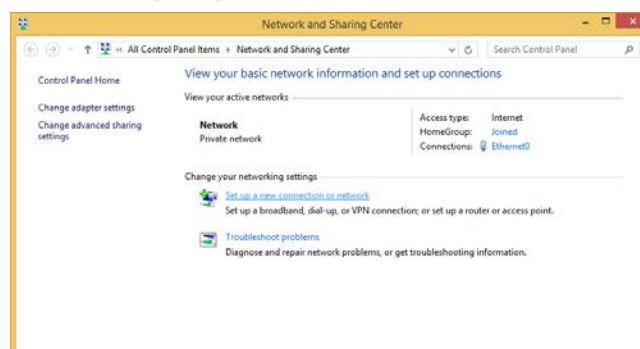 Network and Sharing Center
« All Control Panel Items › Network and Sharing Center
Search Control Panel
Control Panel Home
Change adapter settings
Change advanced sharing
settings
View your basic network information and set up connections
View your active networks
Network
Private network
Access type: Internet
HomeGroup: Joined
Connections: Ethernet0
Change your networking settings
Set up a new connection or network
Set up a broadband, dial-up, or VPN connection; or set up a router or access point.
Troubleshoot problems
Diagnose and repair network problems, or get troubleshooting information.